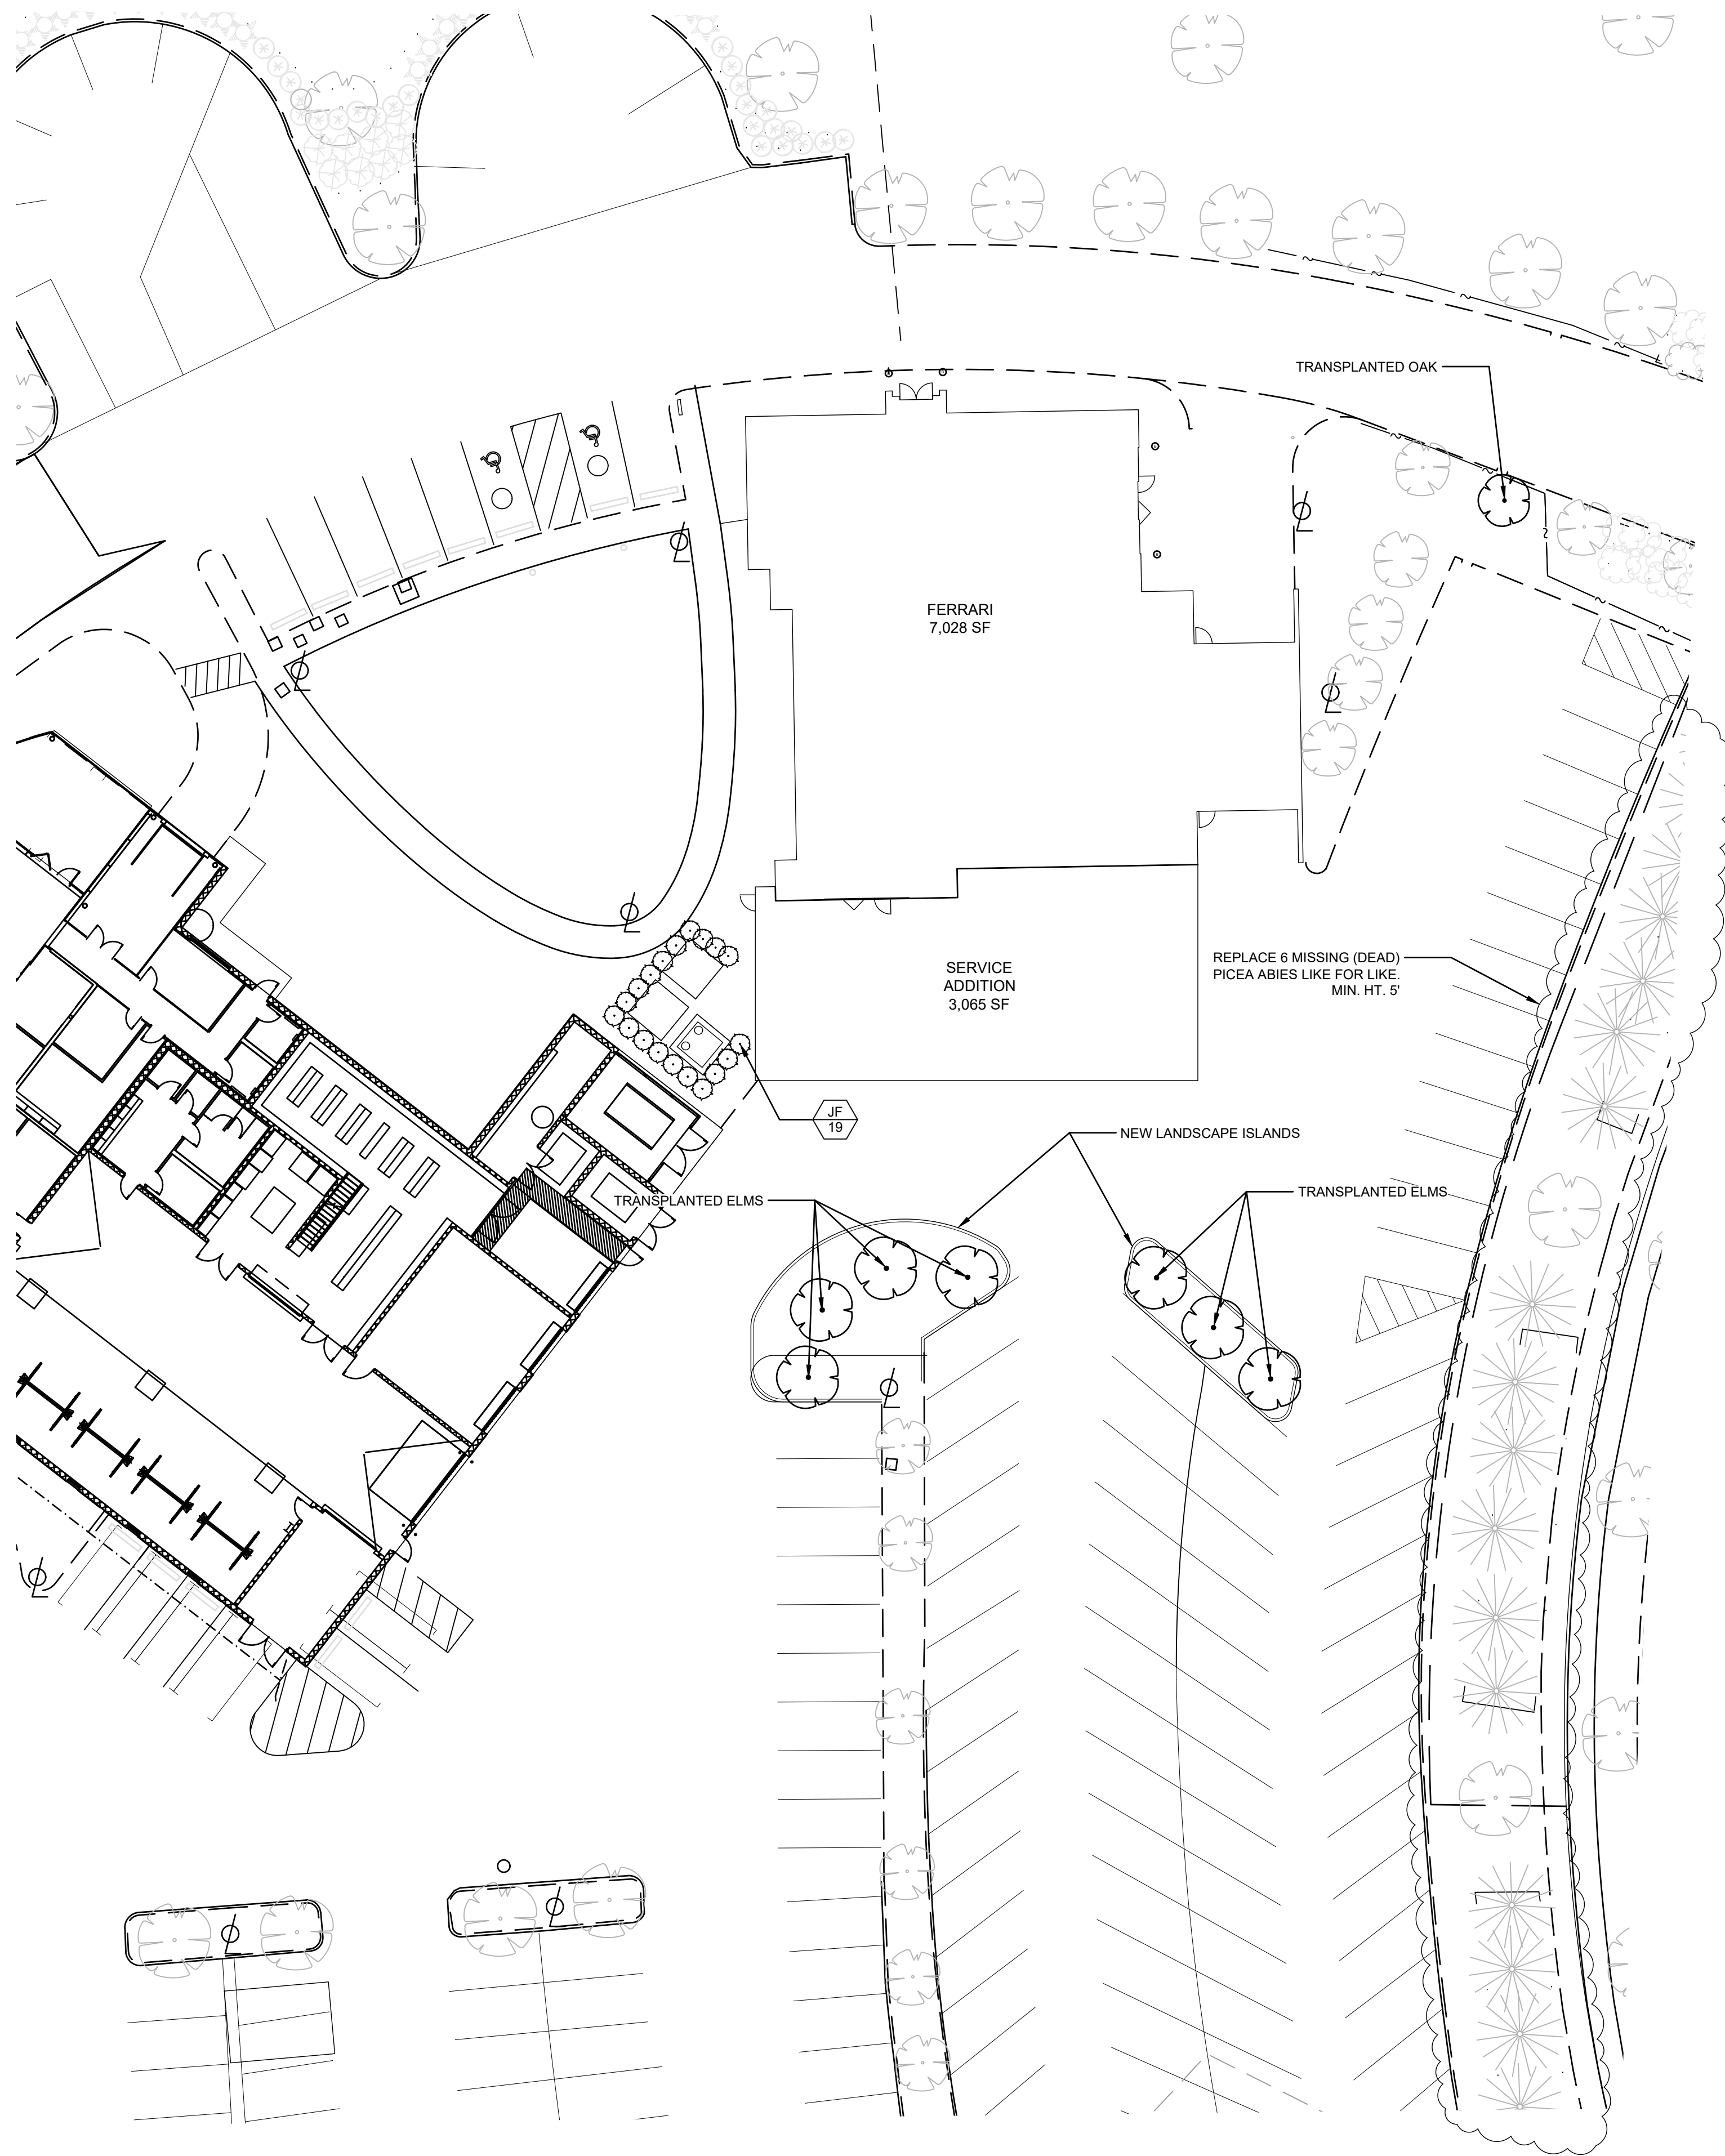 TRANSPLANTED OAK
FERRARI
7,028 SF
SERVICE
ADDITION
3,065 SF
REPLACE 6 MISSING (DEAD)
PICEA ABIES LIKE FOR LIKE.
MIN. HT. 5'
JF
19
NEW LANDSCAPE ISLANDS
TRANSPLANTED ELMS
TRANSPLANTED ELMS